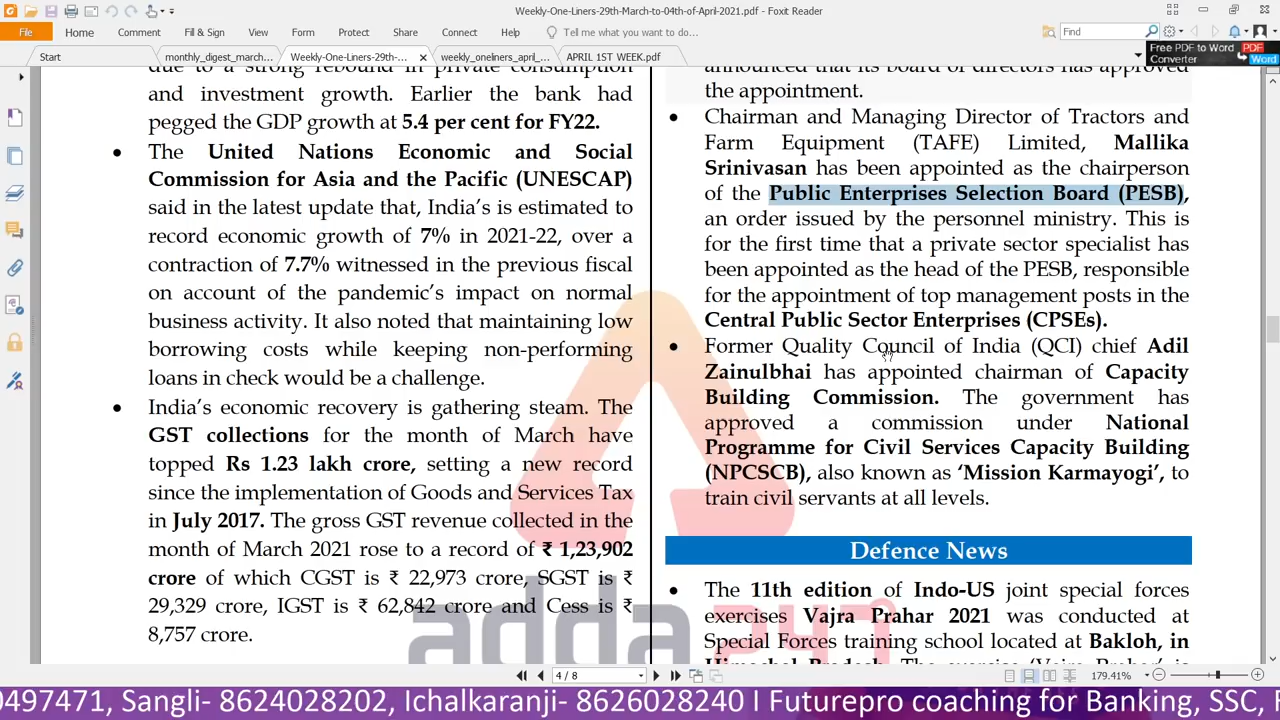 Weekly-One-Liners-29th-March-to-04th-of-April-2021.pdf - Foxit Reader
File Home Comment Fill & Sign Form Protect Share Connect Help Tell me what you want to do... Find
Start monthly_digest_march... Weekly-One-Liners-29th-... weekly_oneliners_april_... APRIL 1ST WEEK.pdf
Free PDF to Word PDF
Converter Word
due to a strong rebound in private consumption
and investment growth. Earlier the bank had
pegged the GDP growth at 5.4 per cent for FY22.
• The United Nations Economic and Social
Commission for Asia and the Pacific (UNESCAP)
said in the latest update that, India's is estimated to
record economic growth of 7% in 2021-22, over a
contraction of 7.7% witnessed in the previous fiscal
on account of the pandemic's impact on normal
business activity. It also noted that maintaining low
borrowing costs while keeping non-performing
loans in check would be a challenge.
• India's economic recovery is gathering steam. The
GST collections for the month of March have
topped Rs 1.23 lakh crore, setting a new record
since the implementation of Goods and Services Tax
in July 2017. The gross GST revenue collected in the
month of March 2021 rose to a record of ₹ 1,23,902
crore of which CGST is ₹ 22,973 crore, SGST is ₹
29,329 crore, IGST is ₹ 62,842 crore and Cess is ₹
8,757 crore.
announced that its board of directors has approved
the appointment.
• Chairman and Managing Director of Tractors and
Farm Equipment (TAFE) Limited, Mallika
Srinivasan has been appointed as the chairperson
of the Public Enterprises Selection Board (PESB),
an order issued by the personnel ministry. This is
for the first time that a private sector specialist has
been appointed as the head of the PESB, responsible
for the appointment of top management posts in the
Central Public Sector Enterprises (CPSEs).
• Former Quality Council of India (QCI) chief Adil
Zainulbhai has appointed chairman of Capacity
Building Commission. The government has
approved a commission under National
Programme for Civil Services Capacity Building
(NPCSCB), also known as 'Mission Karmayogi', to
train civil servants at all levels.
Defence News
• The 11th edition of Indo-US joint special forces
exercises Vajra Prahar 2021 was conducted at
Special Forces training school located at Bakloh, in
Himachal Pradesh. The exercise 'Vajra Prahar' is
adda 247
4 / 8
179.41%
0497471, Sangli- 8624028202, Ichalkaranji- 8626028240 I Futurepro coaching for Banking, SSC,